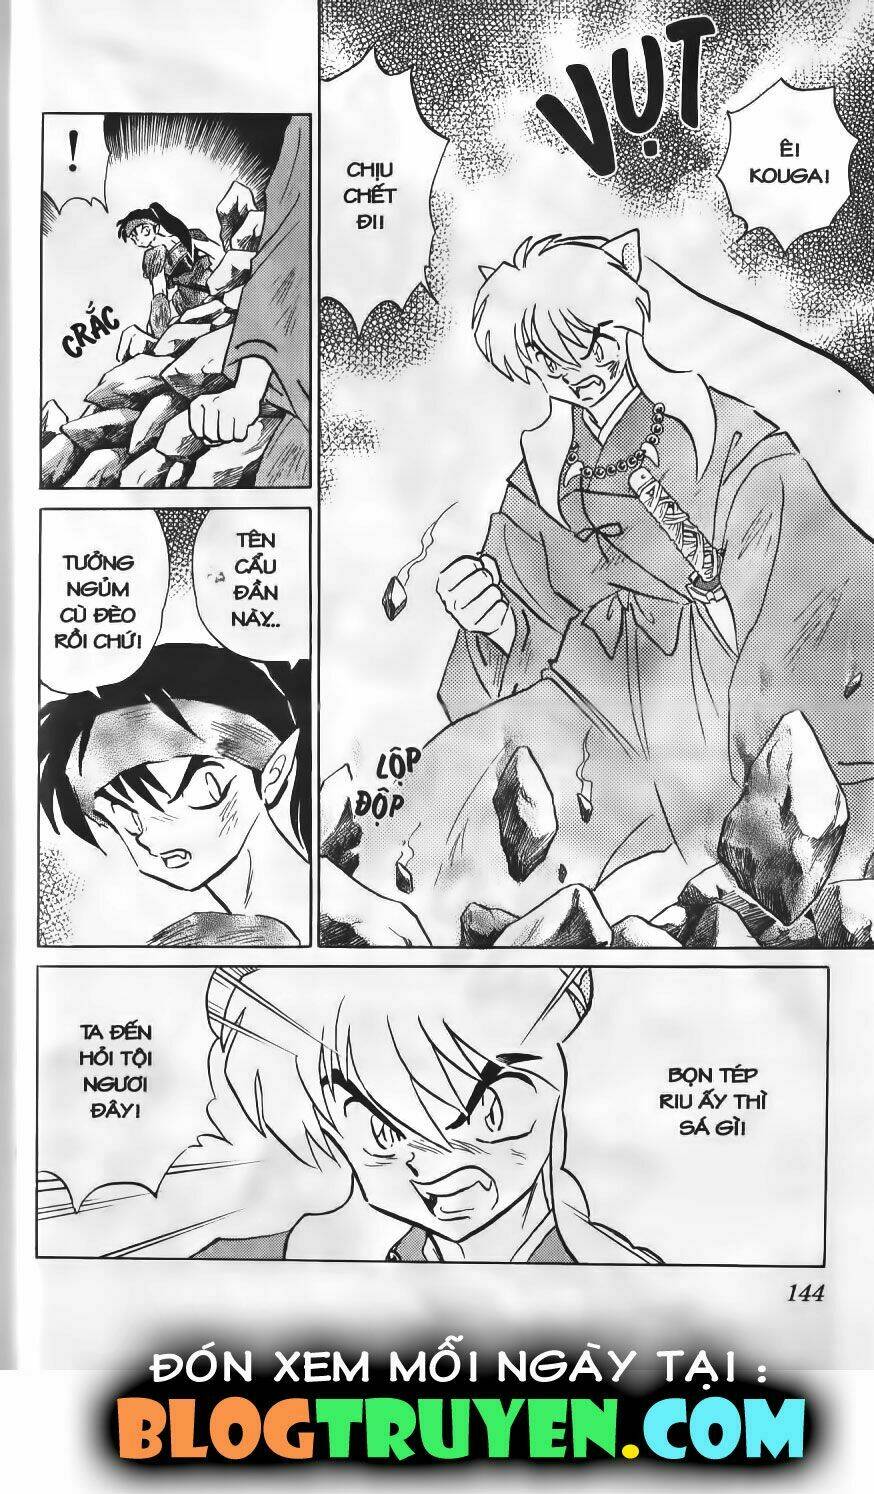 Ê!
KOUGA!
VỤT
CHỊU
CHẾT
ĐI!
LỘP
ĐỘP
!
CRẮC
TÊN
CẨU
ĐẦN
NÀY...
TƯỞNG
NGỦM
CÙ ĐÈO
RỒI CHỨ!
BỌN TÉP
RIU ẤY THÌ
SÁ GÌ!
TA ĐẾN
HỎI TỘI
NGƯƠI
ĐÂY!
144
ĐÓN XEM MỖI NGÀY TẠI :
BLOGTRUYEN.COM